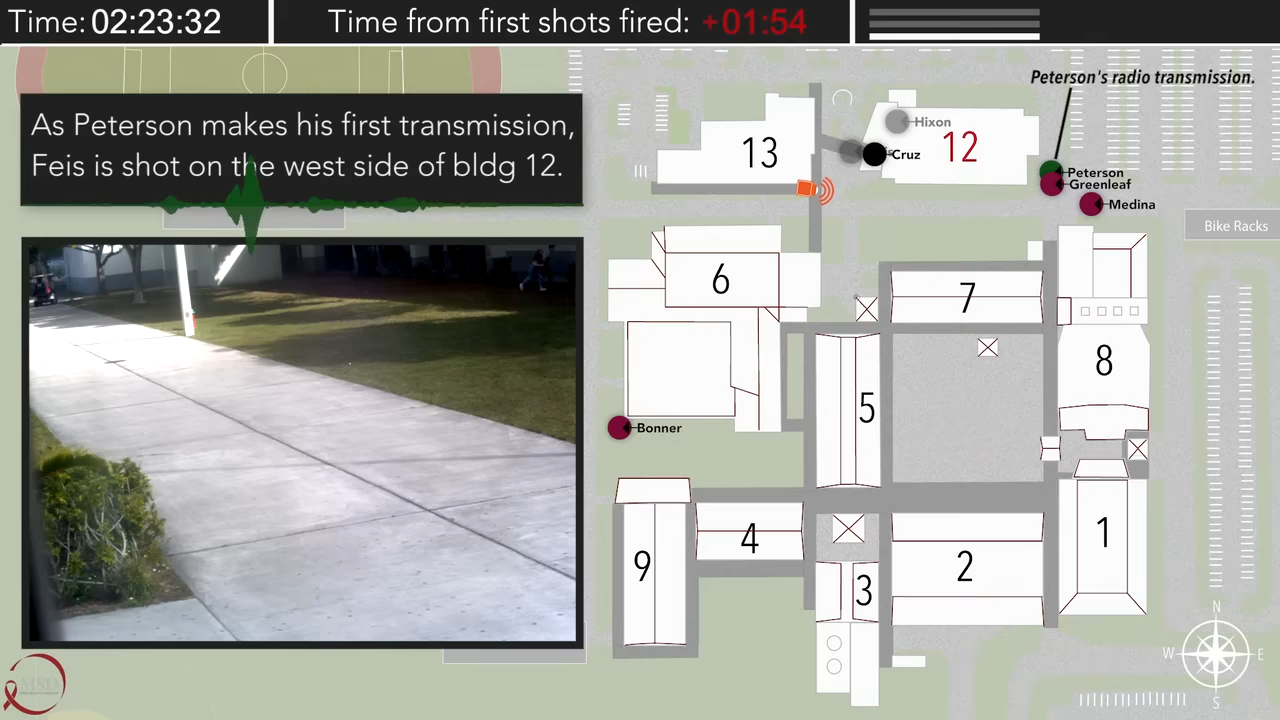 Time: 02:23:32
Time from first shots fired: +01:54
Peterson's radio transmission.
As Peterson makes his first transmission,
Feis is shot on the west side of bldg 12.
Hixon
13
12
Cruz
Peterson
Greenleaf
Medina
Bike Racks
6
7
8
5
Bonner
9
4
3
2
1
N
W
E
S
MSD